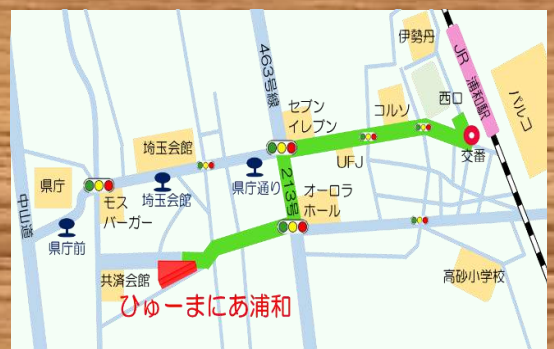 伊勢丹
463号線
JR 浦和駅
西口
セブン
イレブン
コルソ
パルコ
埼玉会館
UFJ
交番
県庁
県庁通り
213号
埼玉会館
モス
バーガー
オーロラ
ホール
中山道
県庁前
共済会館
高砂小学校
ひゅーまにあ浦和